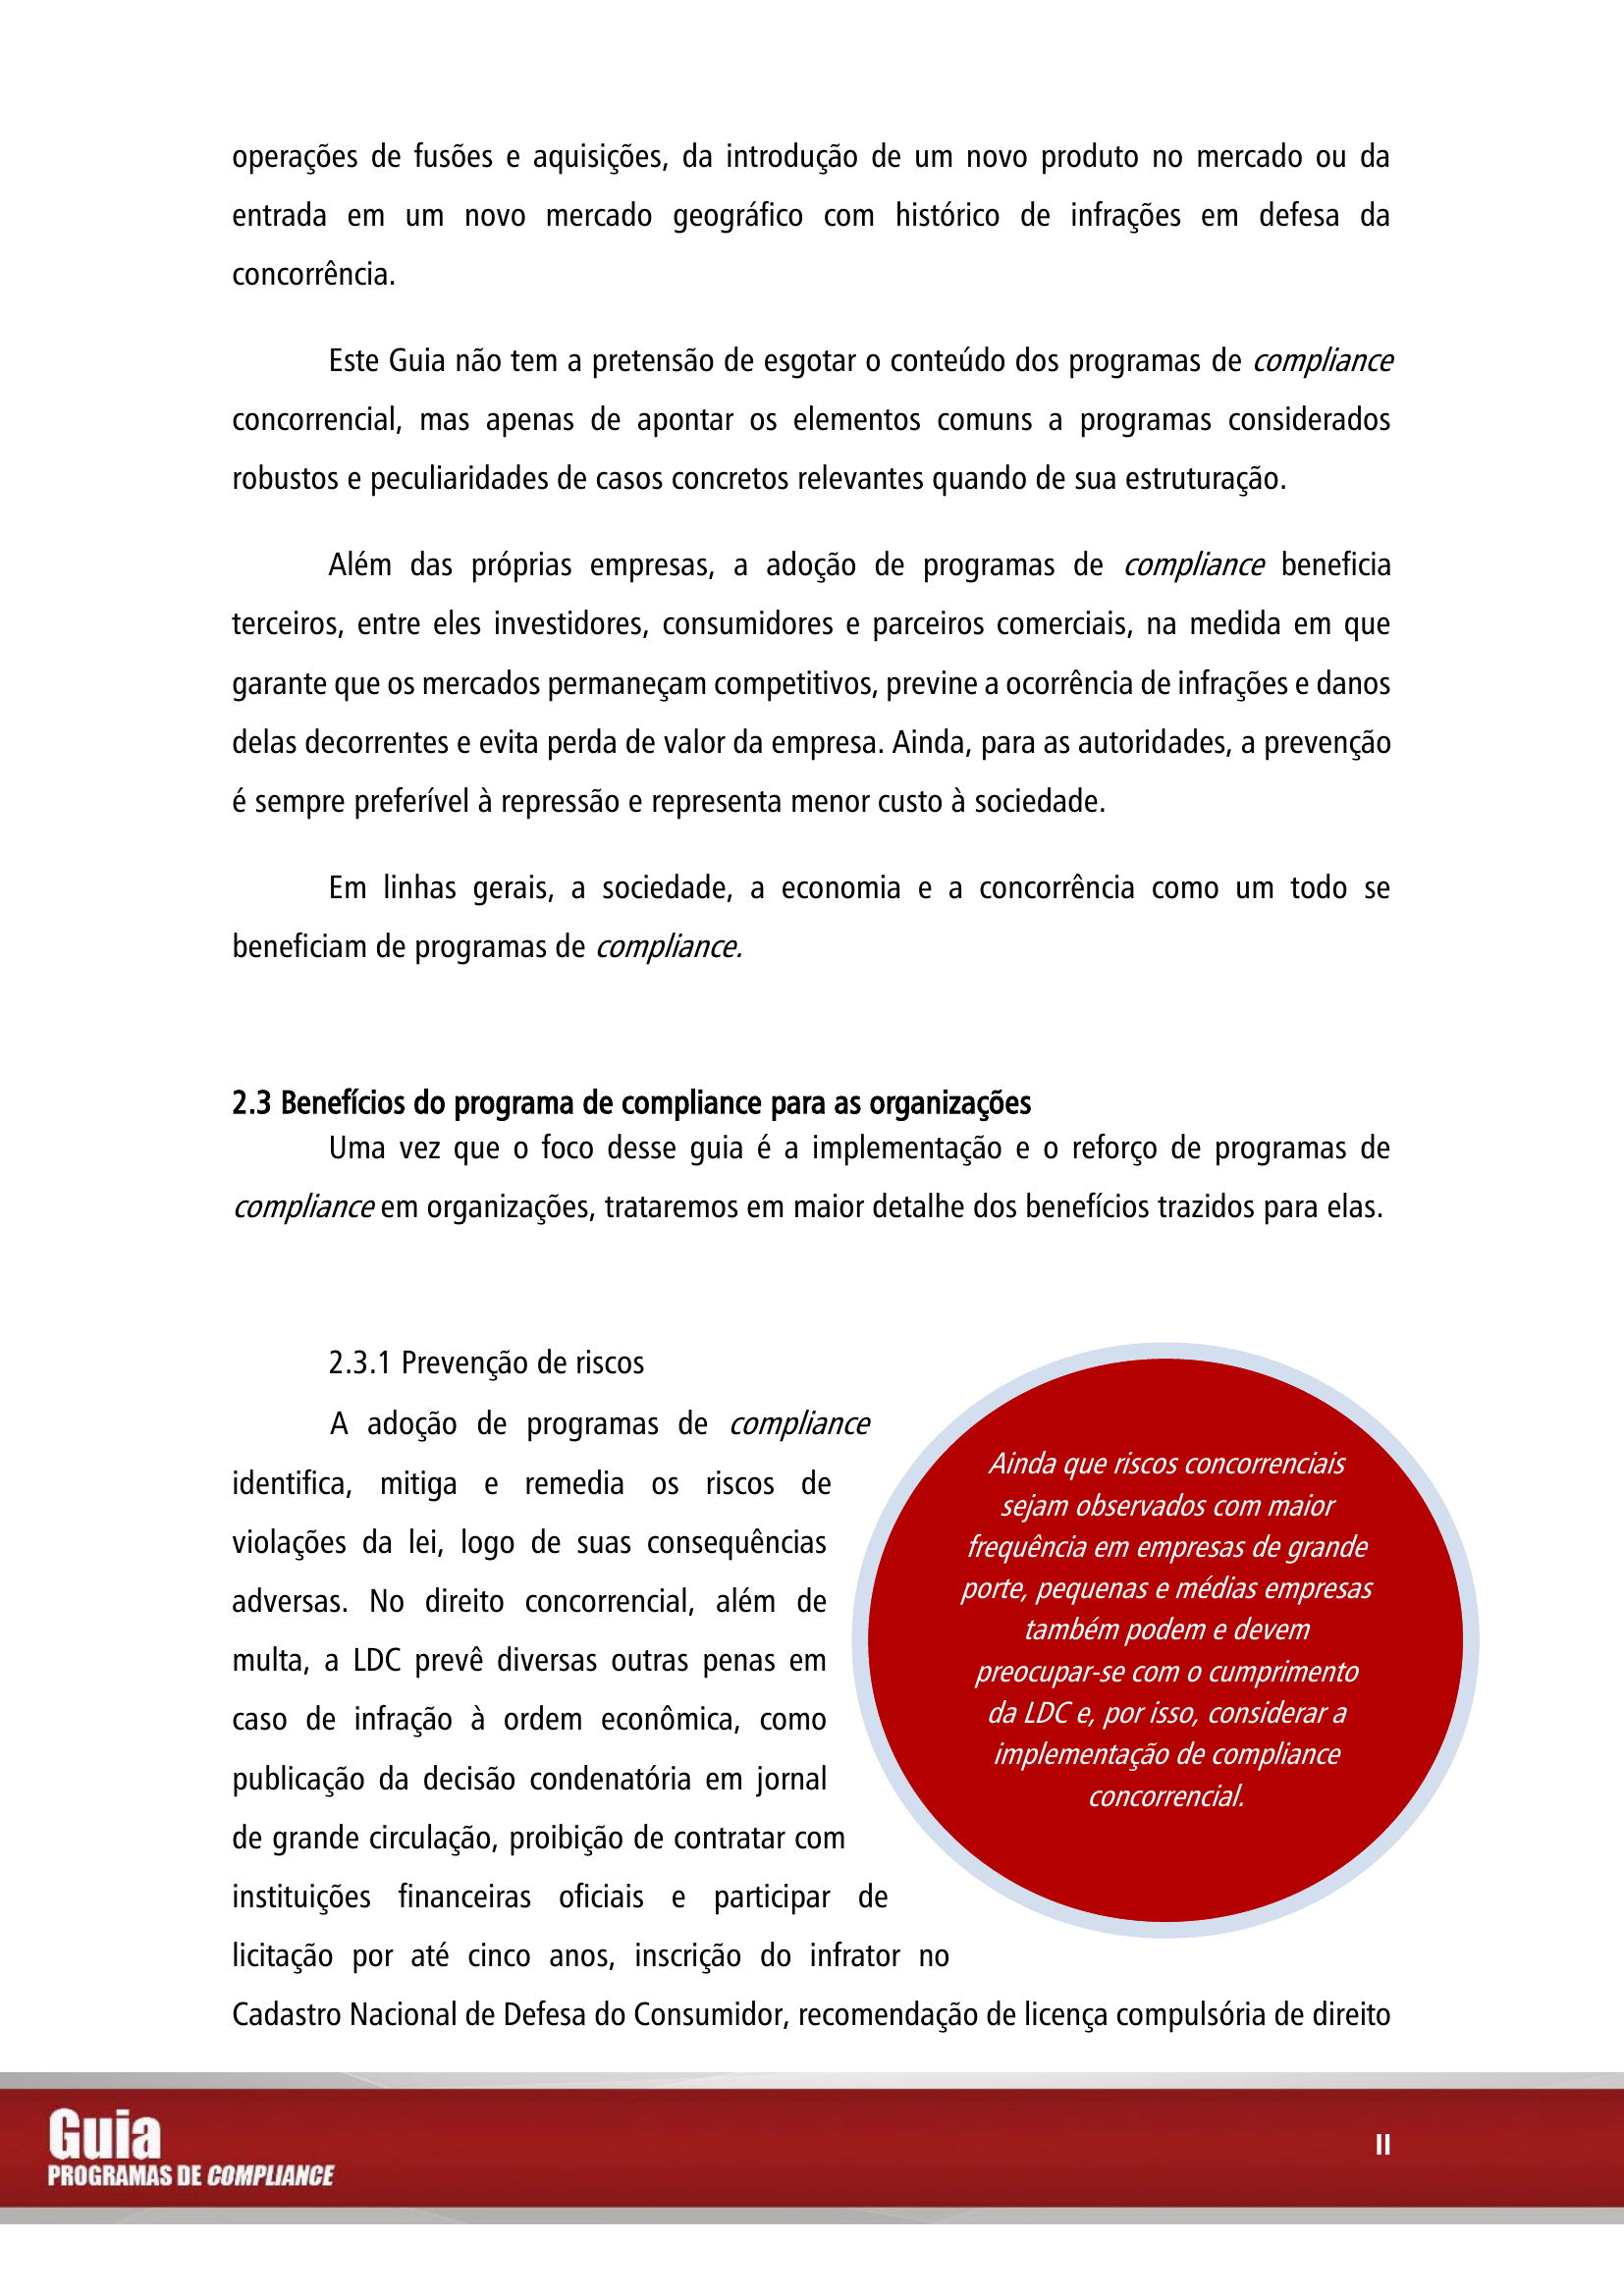 operações de fusões e aquisições, da introdução de um novo produto no mercado ou da
entrada em um novo mercado geográfico com histórico de infrações em defesa da
concorrência.
Este Guia não tem a pretensão de esgotar o conteúdo dos programas de compliance
concorrencial, mas apenas de apontar os elementos comuns a programas considerados
robustos e peculiaridades de casos concretos relevantes quando de sua estruturação.
Além das próprias empresas, a adoção de programas de compliance beneficia
terceiros, entre eles investidores, consumidores e parceiros comerciais, na medida em que
garante que os mercados permaneçam competitivos, previne a ocorrência de infrações e danos
delas decorrentes e evita perda de valor da empresa. Ainda, para as autoridades, a prevenção
é sempre preferível à repressão e representa menor custo à sociedade.
Em linhas gerais, a sociedade, a economia e a concorrência como um todo se
beneficiam de programas de compliance.
2.3 Benefícios do programa de compliance para as organizações
Uma vez que o foco desse guia é a implementação e o reforço de programas de
compliance em organizações, trataremos em maior detalhe dos benefícios trazidos para elas.
2.3.1 Prevenção de riscos
A adoção de programas de compliance
identifica, mitiga e remedia os riscos de
violações da lei, logo de suas consequências
adversas. No direito concorrencial, além de
multa, a LDC prevê diversas outras penas em
caso de infração à ordem econômica, como
publicação da decisão condenatória em jornal
de grande circulação, proibição de contratar com
instituições financeiras oficiais e participar de
licitação por até cinco anos, inscrição do infrator no
Cadastro Nacional de Defesa do Consumidor, recomendação de licença compulsória de direito
Ainda que riscos concorrenciais
sejam observados com maior
frequência em empresas de grande
porte, pequenas e médias empresas
também podem e devem
preocupar-se com o cumprimento
da LDC e, por isso, considerar a
implementação de compliance
concorrencial.
Guia
PROGRAMAS DE COMPLIANCE
II